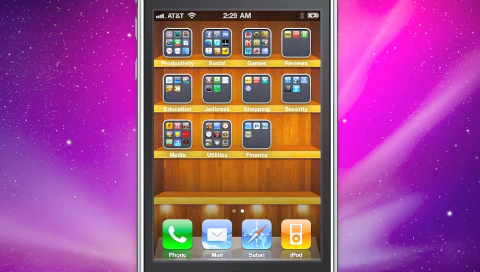 AT&T 2:29 AM
Productivity Social Games Reviews
Education Jailbreak Shopping Security
Media Utilities Finance
Phone Mail Safari iPod